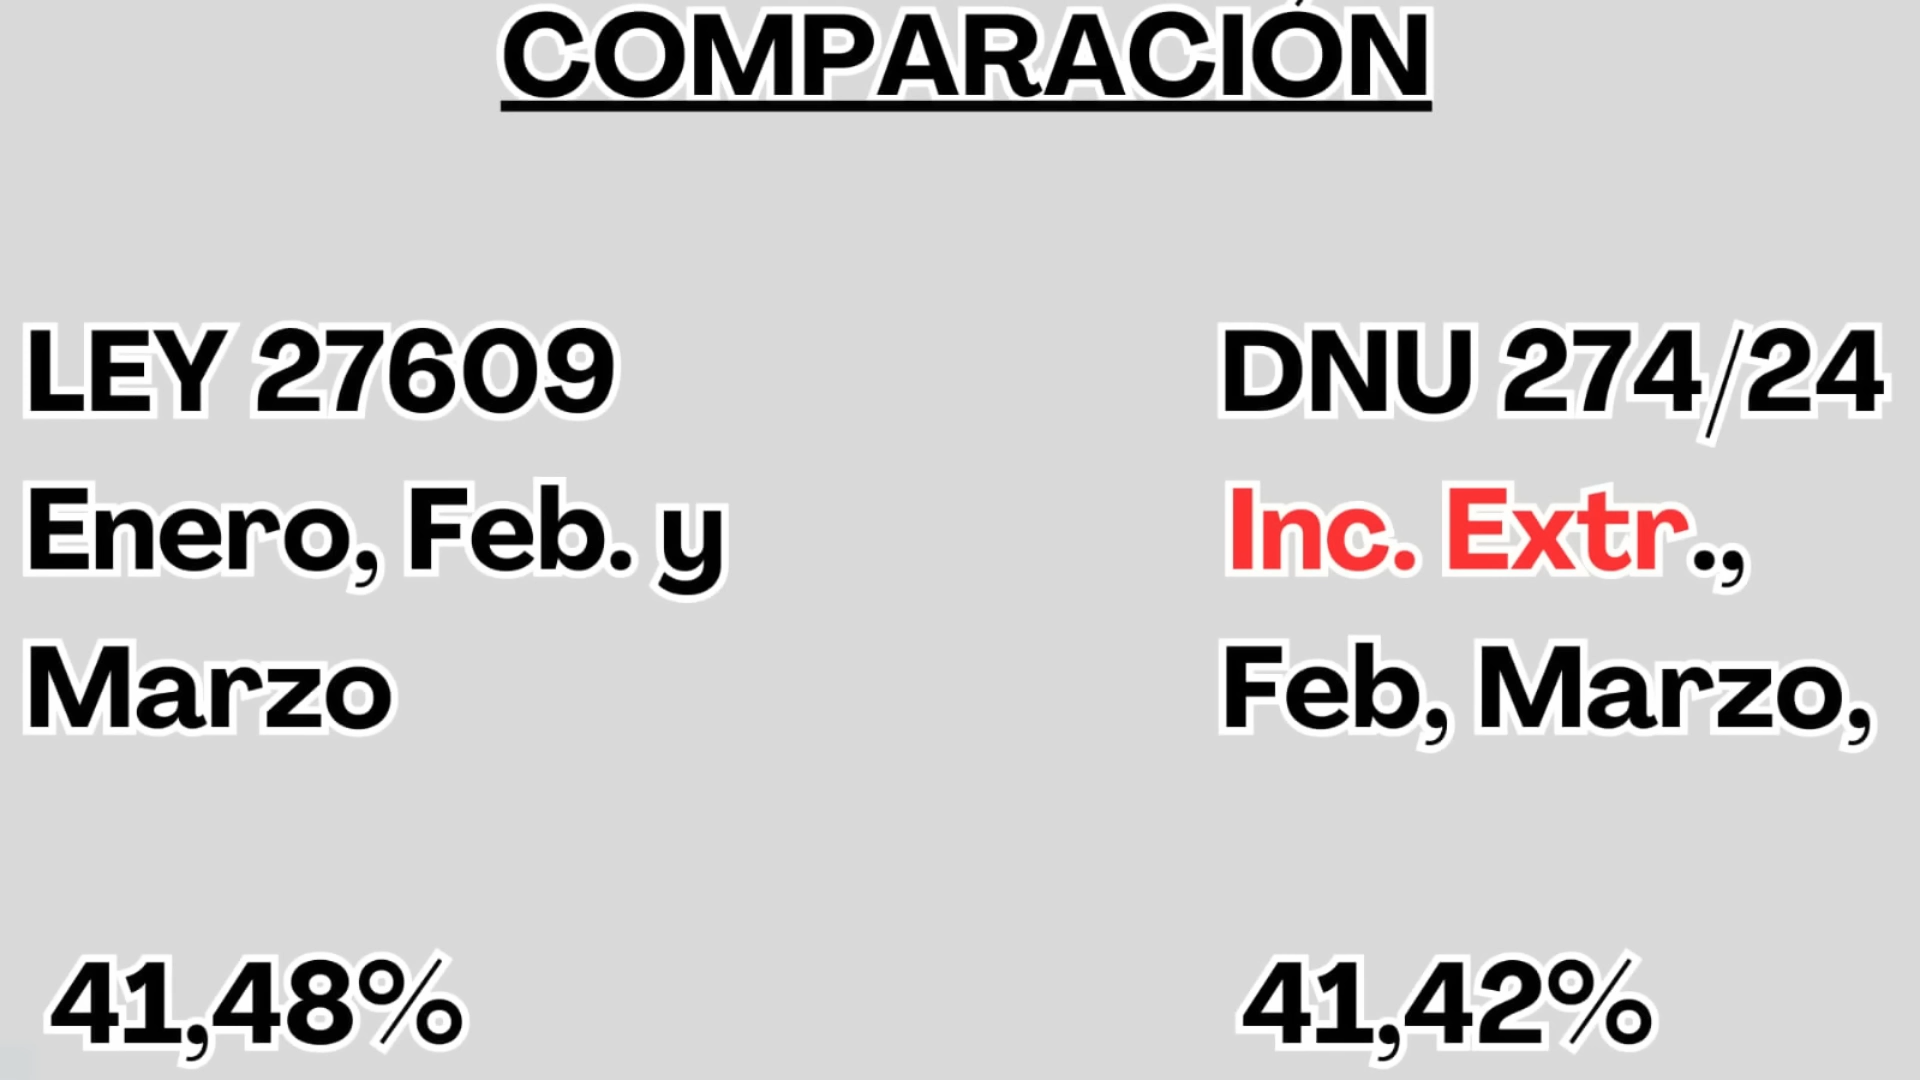 COMPARACIÓN
LEY 27609
Enero, Feb. y
Marzo
41,48%
DNU 274/24
Inc. Extr.,
Feb, Marzo,
41,42%